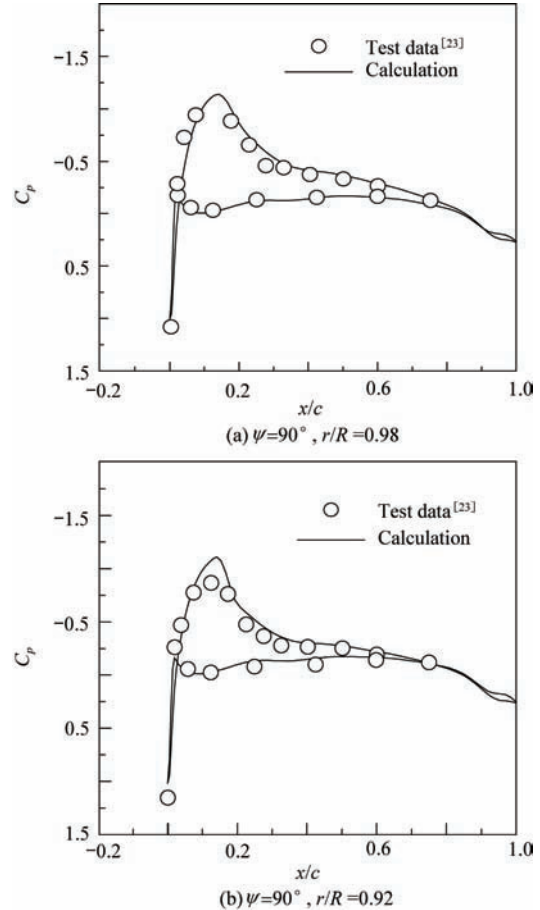 −1.5
Test data[23]
Calculation
−0.5
Cp
0.5
1.5
−0.2
0.2
0.6
1.0
x/c
(a) ψ=90° , r/R =0.98
−1.5
Test data[23]
Calculation
−0.5
Cp
0.5
1.5
−0.2
0.2
0.6
1.0
x/c
(b) ψ=90° , r/R =0.92